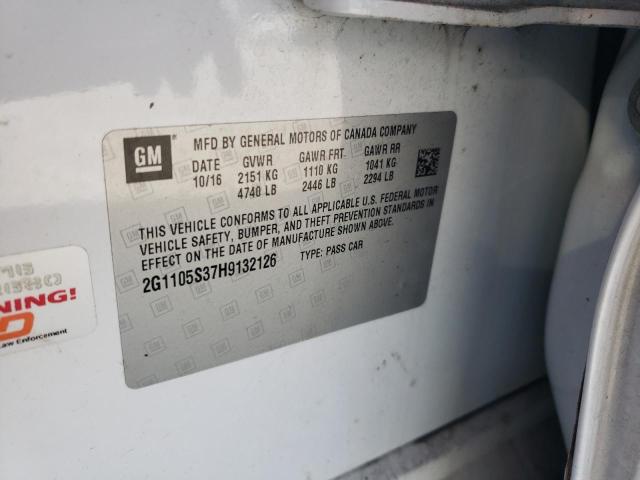 GM
MFD BY GENERAL MOTORS OF CANADA COMPANY
DATE GVWR GAWR FRT GAWR RR
10/16 2151 KG 1110 KG 1041 KG
4740 LB 2446 LB 2294 LB
THIS VEHICLE CONFORMS TO ALL APPLICABLE U.S. FEDERAL MOTOR
VEHICLE SAFETY, BUMPER, AND THEFT PREVENTION STANDARDS IN
EFFECT ON THE DATE OF MANUFACTURE SHOWN ABOVE.
2G1105S37H9132126 TYPE: PASS CAR
NING!
Law Enforcement